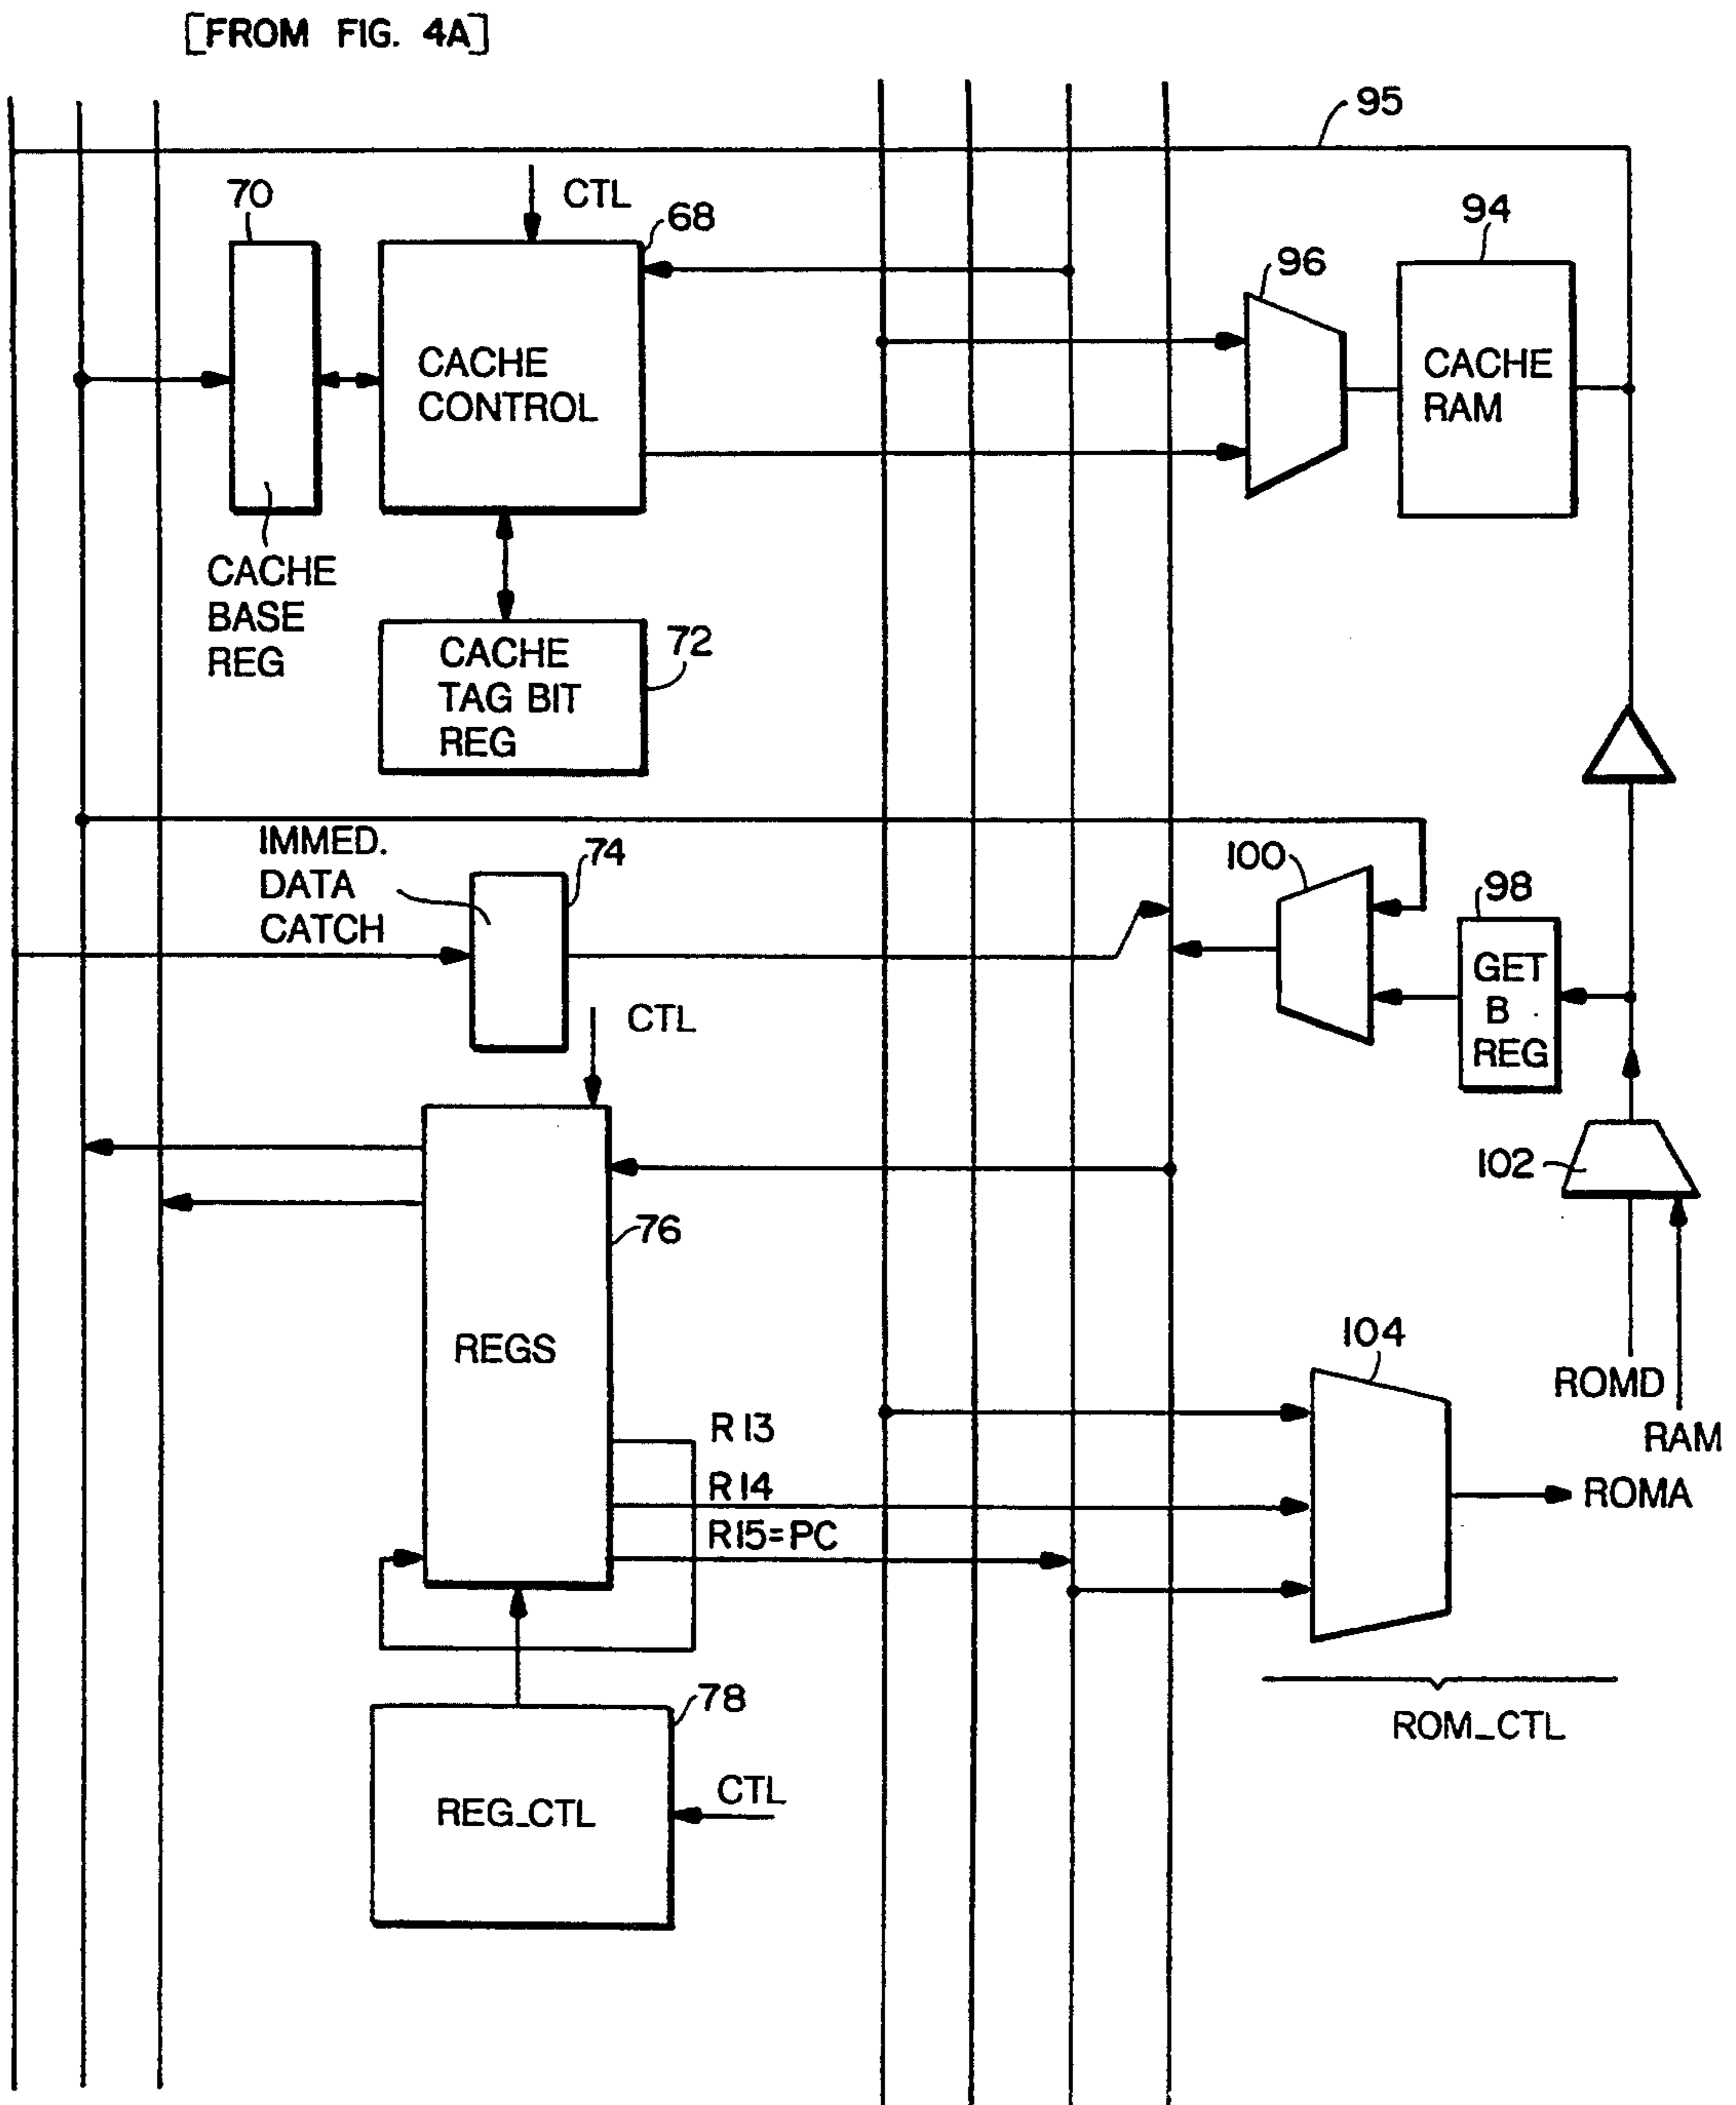 [FROM FIG. 4A]
95
70
CTL
68
94
96
CACHE
CONTROL
CACHE
RAM
CACHE
BASE
REG
CACHE
TAG BIT
REG
72
IMMED.
DATA
CATCH
74
100
98
GET
B
REG
CTL
102
76
REGS
104
ROMD
RAM
R13
R14
R15=PC
ROMA
78
ROM_CTL
REG_CTL
CTL